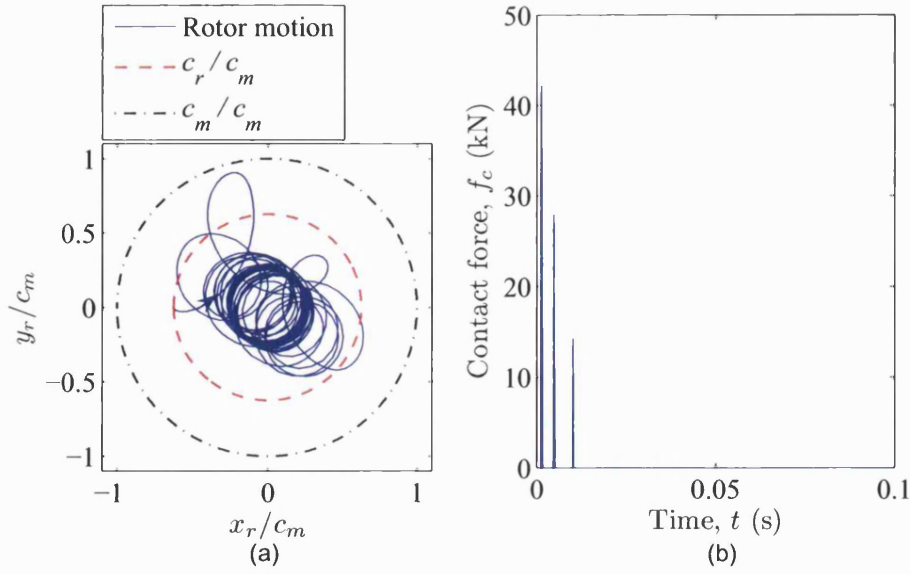 Rotor motion
c_r/c_m
c_m/c_m
1
0.5
0
−0.5
−1
y_r/c_m
−1 0 1
x_r/c_m
(a)
50
40
30
20
10
0
Contact force, f_c (kN)
0 0.05 0.1
Time, t (s)
(b)